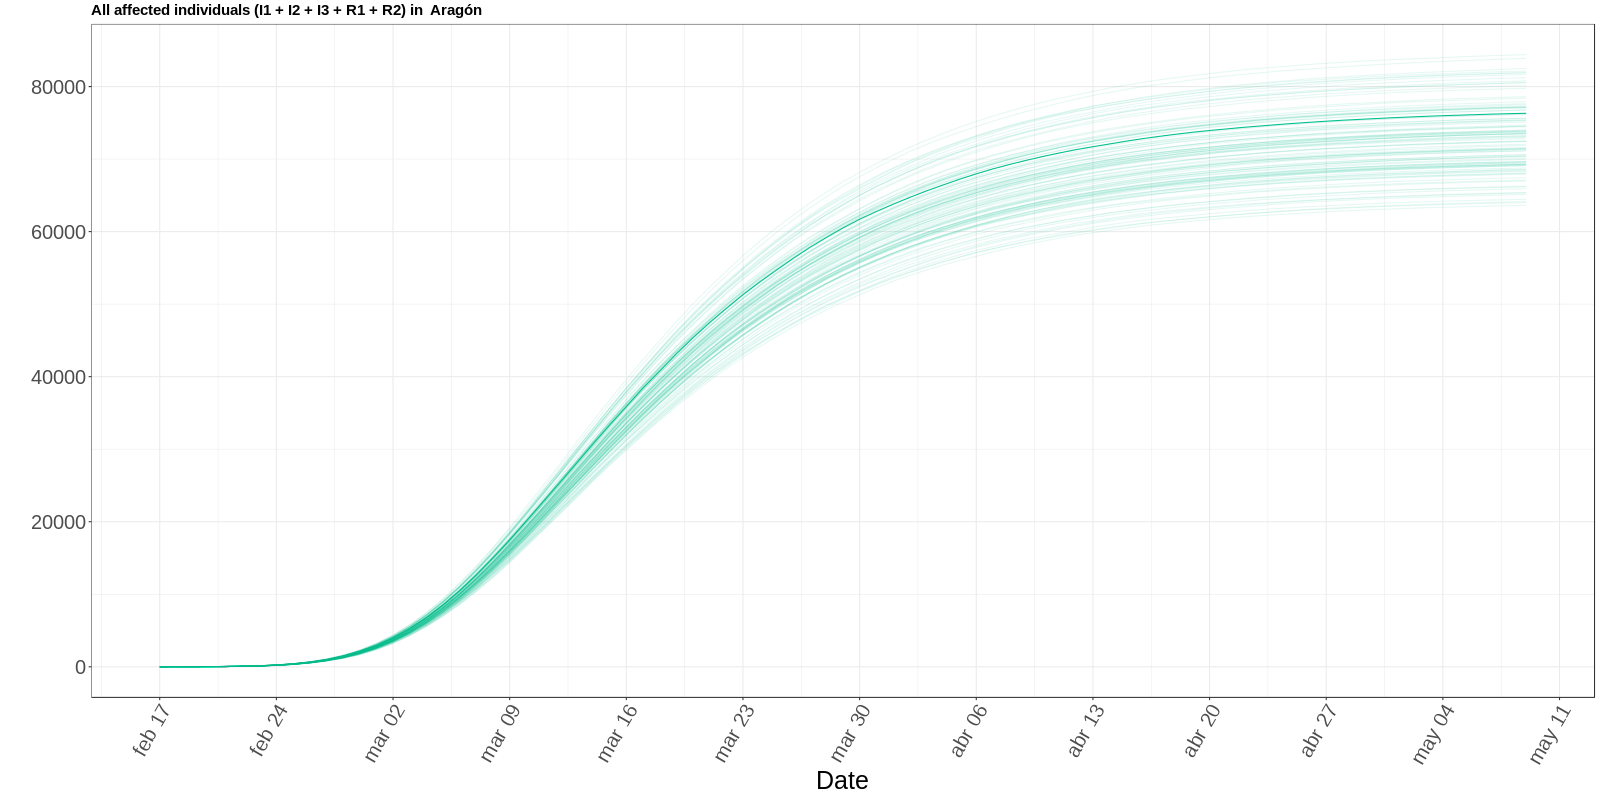 All affected individuals (I1 + I2 + I3 + R1 + R2) in  Aragón
80000
60000
40000
20000
0
feb 17
feb 24
mar 02
mar 09
mar 16
mar 23
mar 30
abr 06
abr 13
abr 20
abr 27
may 04
may 11
Date